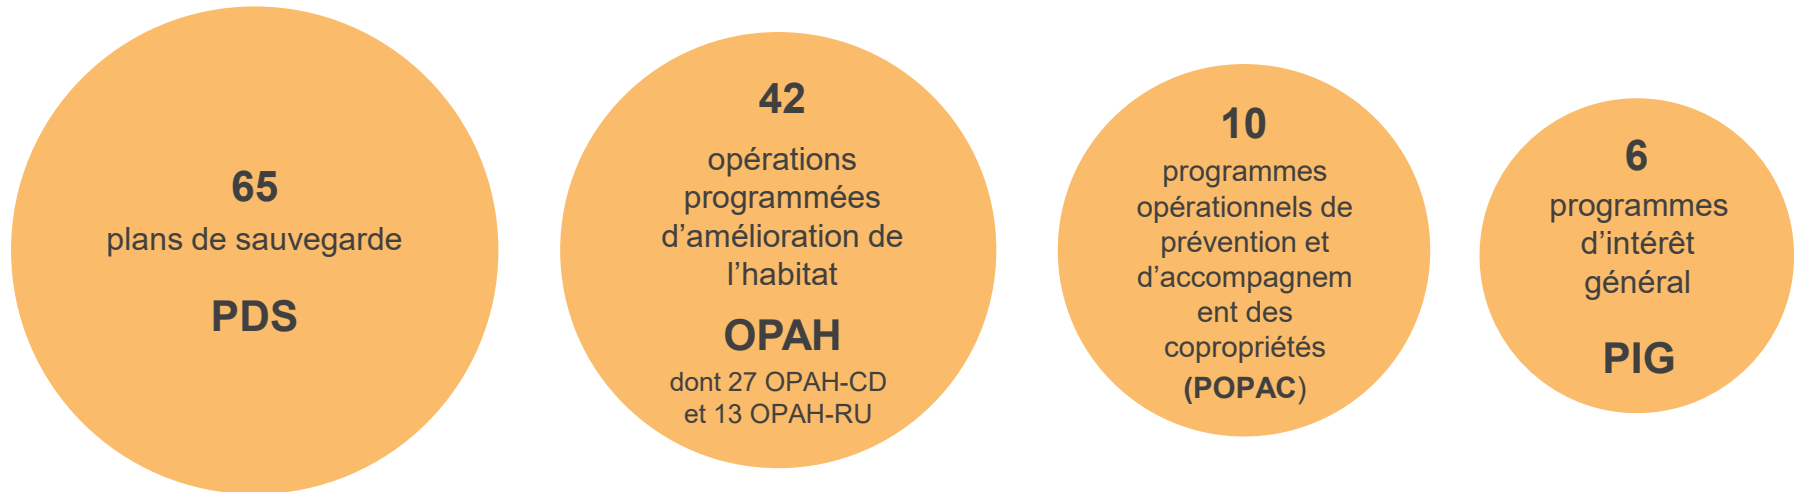 65
plans de sauvegarde
PDS
42
opérations
programmées
d’amélioration de
l’habitat
OPAH
dont 27 OPAH-CD
et 13 OPAH-RU
10
programmes
opérationnels de
prévention et
d’accompagnem
ent des
copropriétés
(POPAC)
6
programmes
d’intérêt
général
PIG